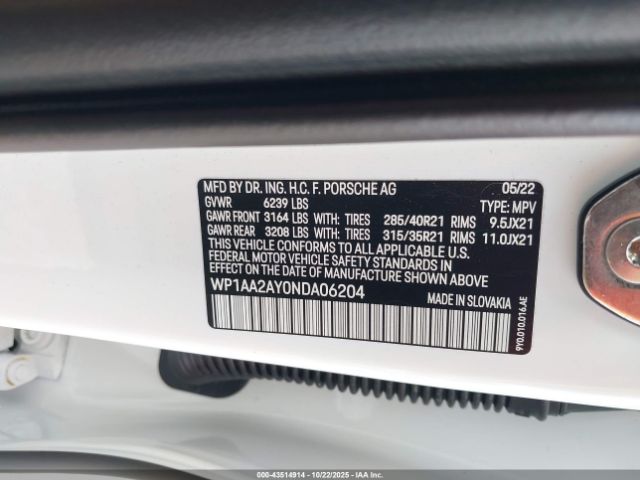 MFD BY DR. ING. H.C. F. PORSCHE AG 05/22
GVWR 6239 LBS TYPE: MPV
GAWR FRONT 3164 LBS WITH: TIRES 285/40R21 RIMS 9.5JX21
GAWR REAR 3208 LBS WITH: TIRES 315/35R21 RIMS 11.0JX21
THIS VEHICLE CONFORMS TO ALL APPLICABLE U.S.
FEDERAL MOTOR VEHICLE SAFETY STANDARDS IN
EFFECT ON THE DATE OF MANUFACTURE SHOWN ABOVE
WP1AA2AY0NDA06204 MADE IN SLOVAKIA
9Y0.010.016.AE
000-43514914 | 10/22/2025 | IAA, Inc.